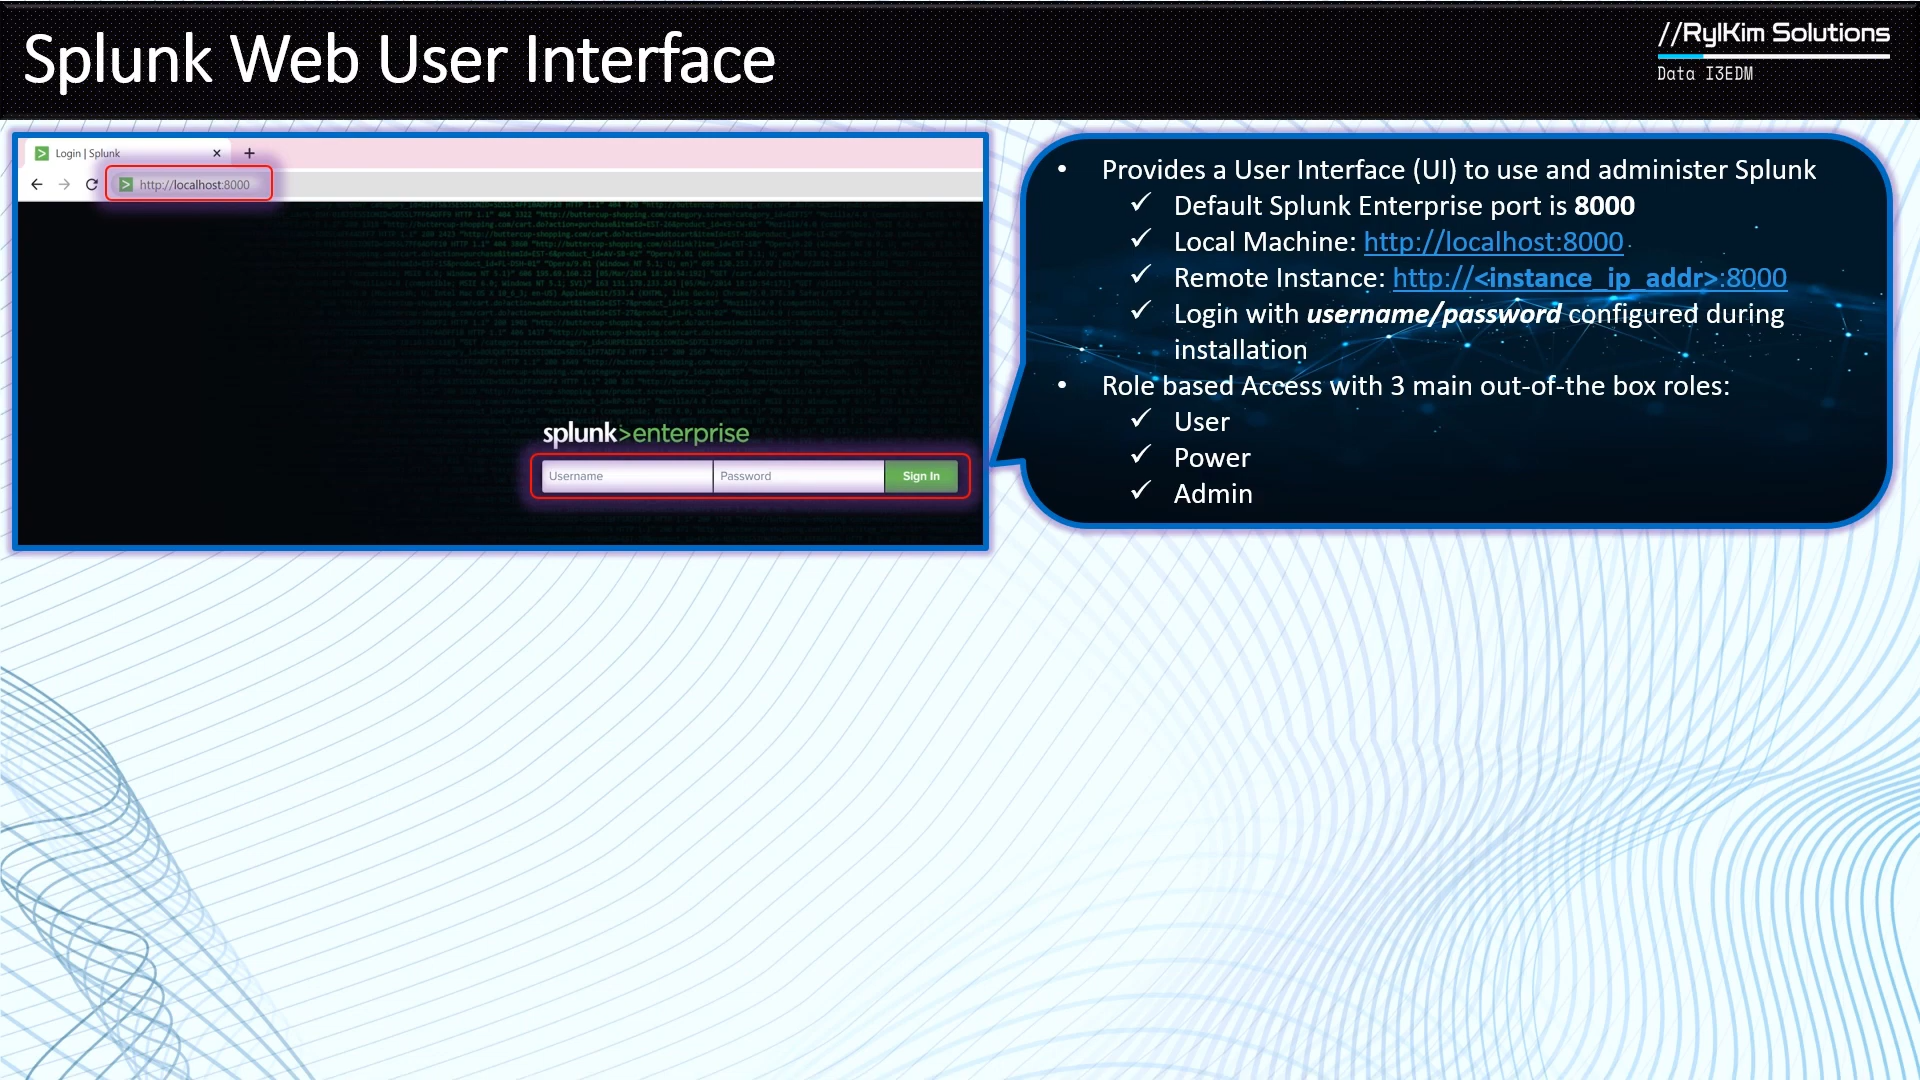 Splunk Web User Interface
//RylKim Solutions
Data I3EDM
Login | Splunk
http://localhost:8000
splunk>enterprise
Username
Password
Sign In
• Provides a User Interface (UI) to use and administer Splunk
✓ Default Splunk Enterprise port is 8000
✓ Local Machine: http://localhost:8000
✓ Remote Instance: http://<instance_ip_addr>:8000
✓ Login with username/password configured during
installation
• Role based Access with 3 main out-of-the box roles:
✓ User
✓ Power
✓ Admin